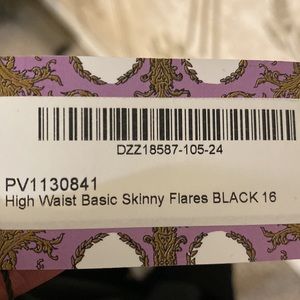 DZZ18587-105-24
PV1130841
High Waist Basic Skinny Flares BLACK 16